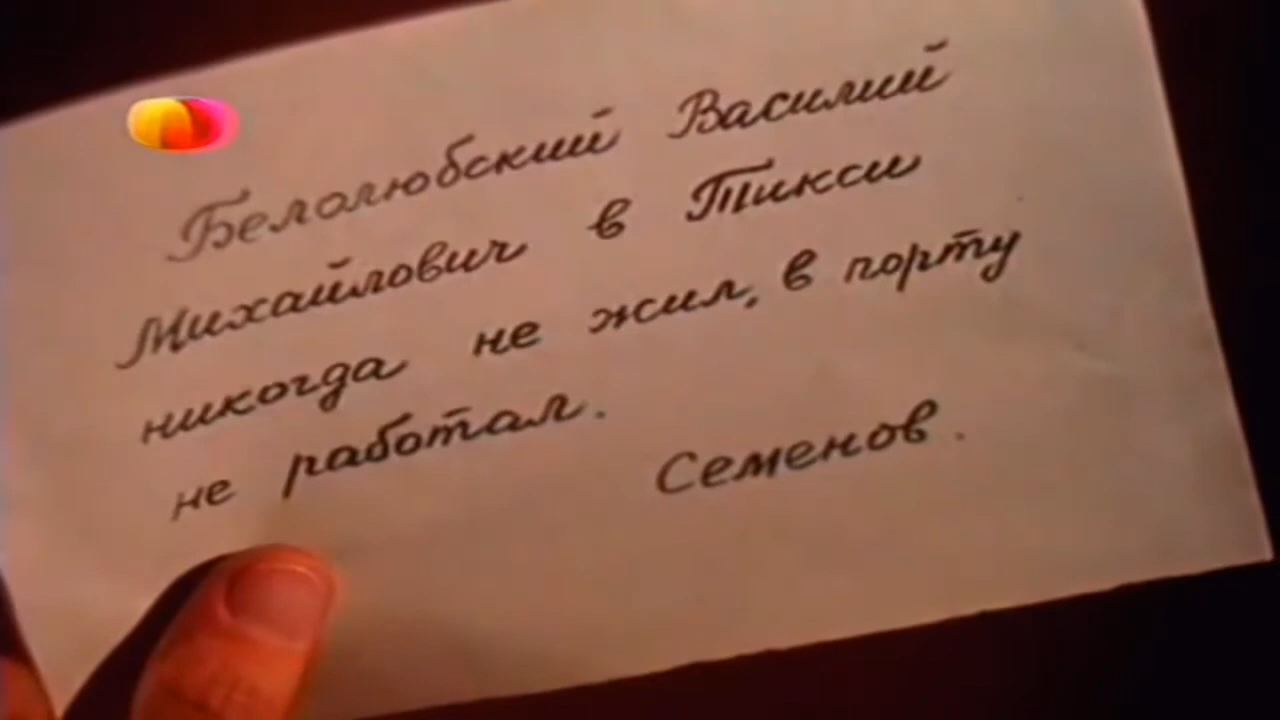 Белолюбский Василий
Михайлович в Тикси
никогда не жил, в порту
не работал.
Семенов.